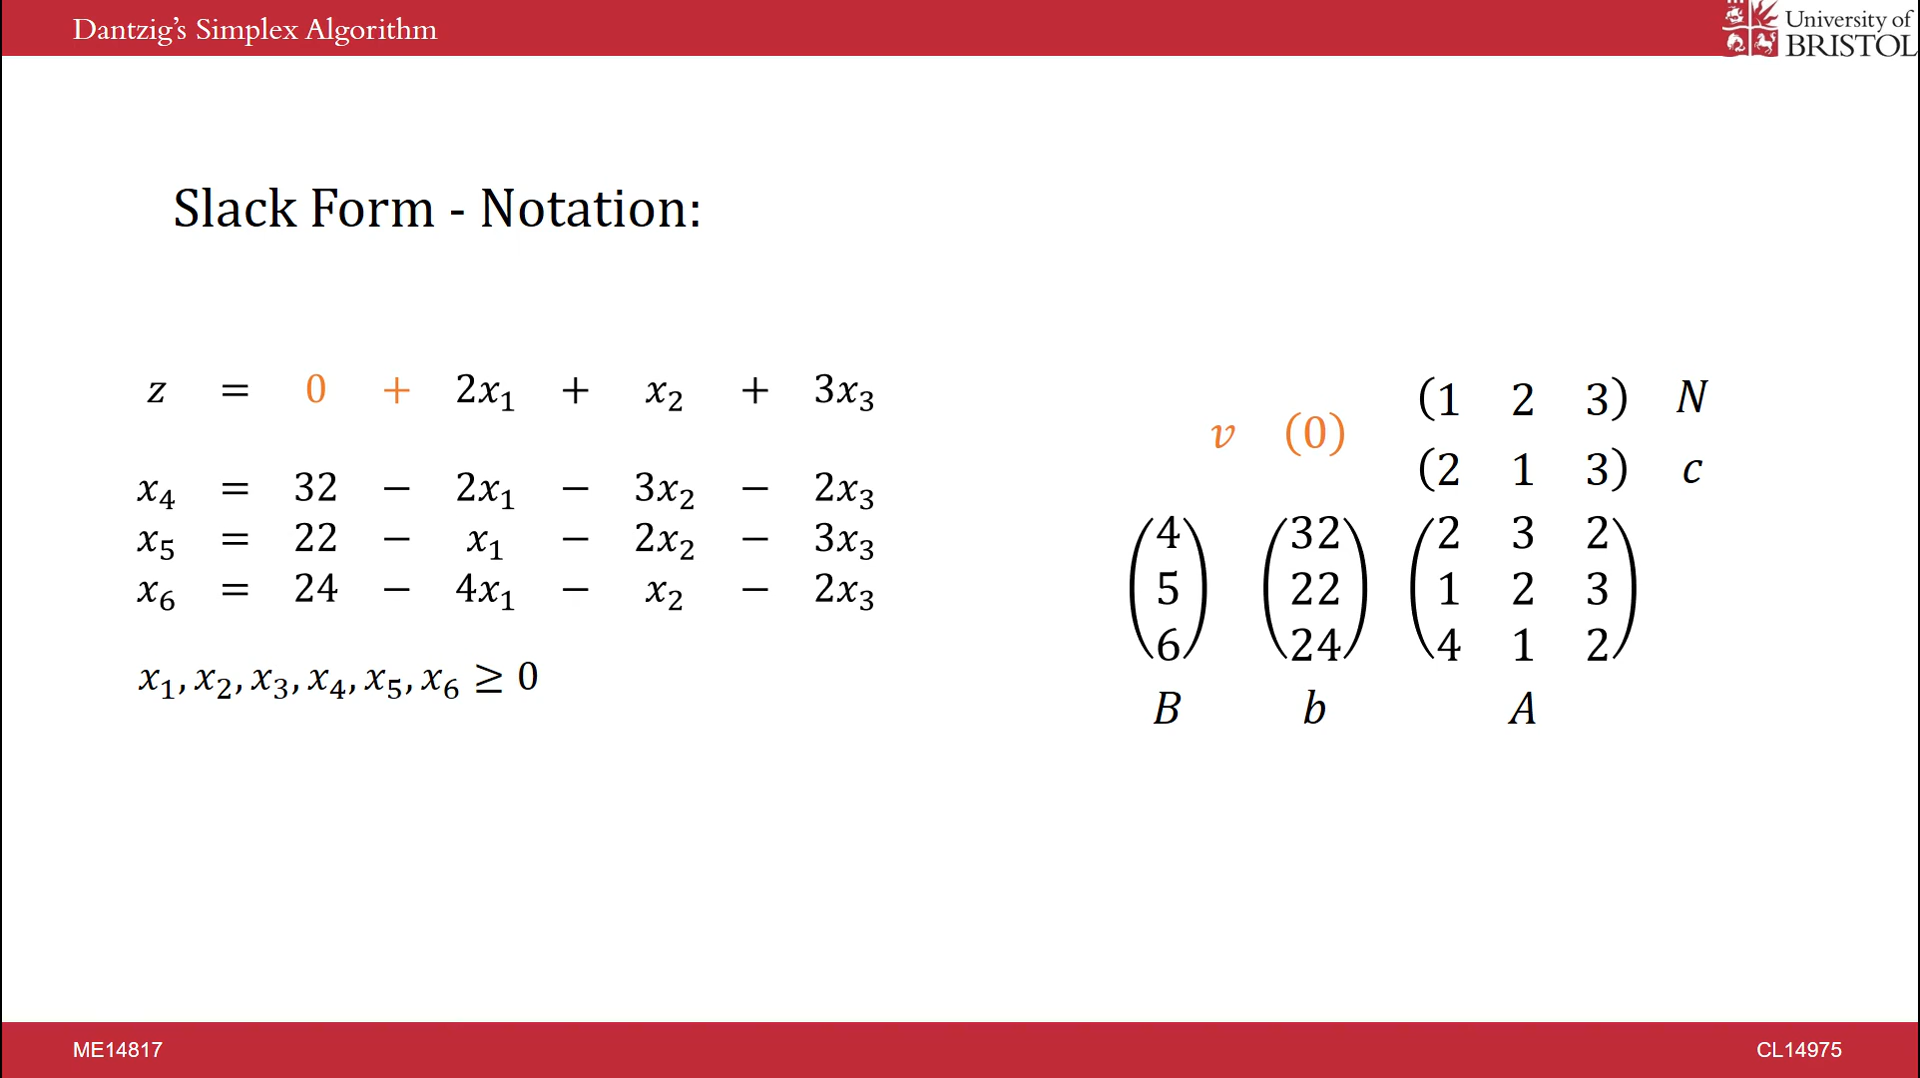 Dantzig's Simplex Algorithm
University of
BRISTOL
Slack Form - Notation:
z = 0 + 2x₁ + x₂ + 3x₃
x₄ = 32 − 2x₁ − 3x₂ − 2x₃
x₅ = 22 − x₁ − 2x₂ − 3x₃
x₆ = 24 − 4x₁ − x₂ − 2x₃
x₁, x₂, x₃, x₄, x₅, x₆ ≥ 0
(1 2 3) N
v (0)
(2 1 3) c
4 32 2 3 2
5 22 1 2 3
6 24 4 1 2
B b A
ME14817
CL14975